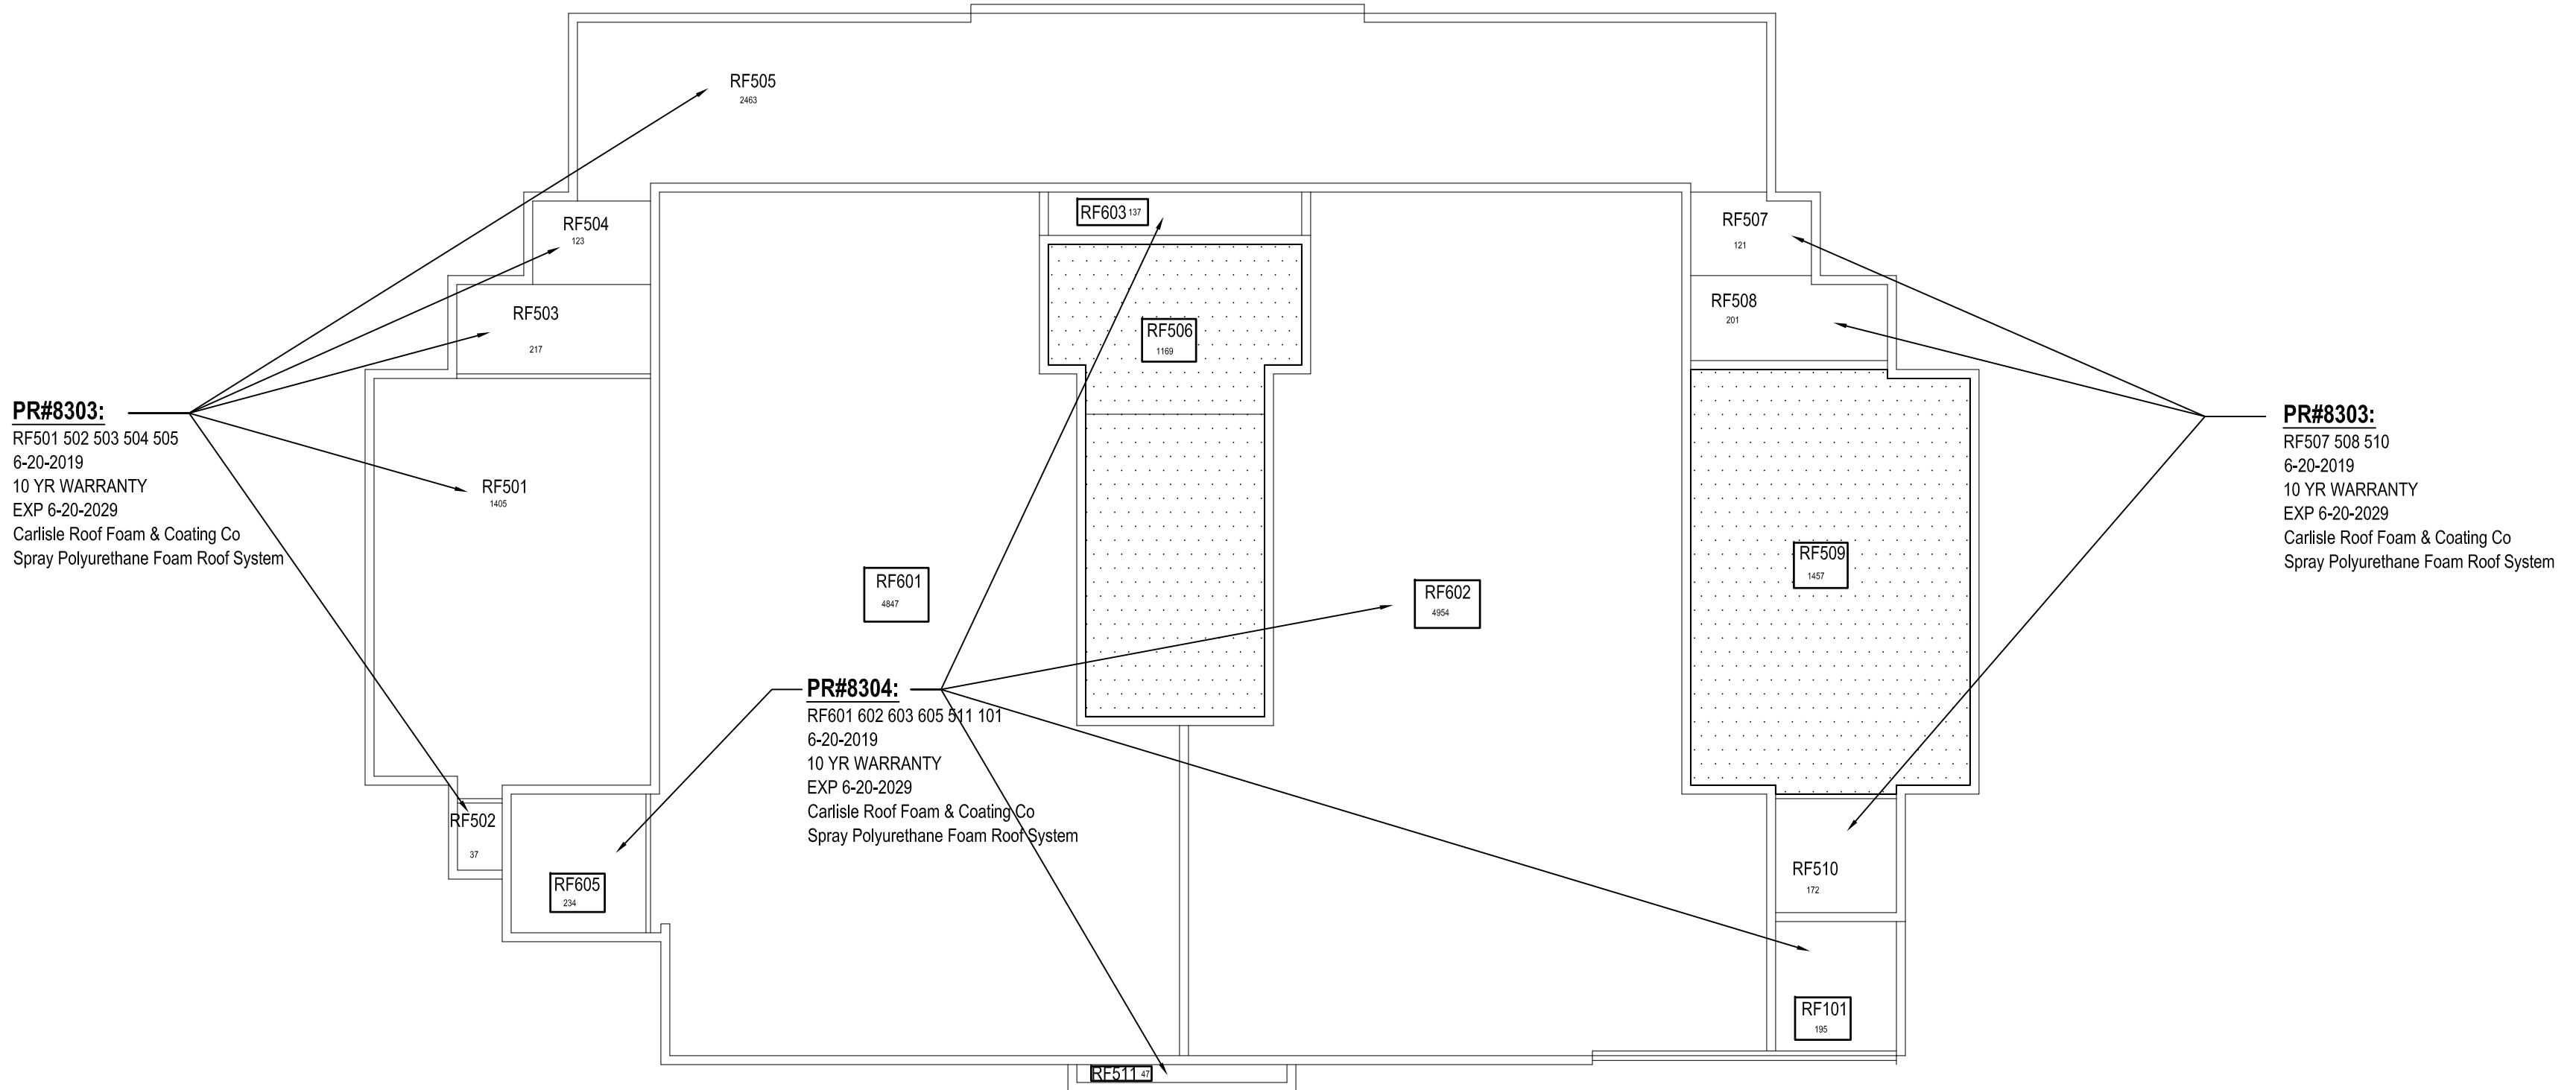 RF505
2463
RF603 137
RF504
123
RF507
121
RF503
217
RF508
201
RF506
1169
PR#8303:
RF501 502 503 504 505
6-20-2019
10 YR WARRANTY
EXP 6-20-2029
Carlisle Roof Foam & Coating Co
Spray Polyurethane Foam Roof System
PR#8303:
RF507 508 510
6-20-2019
10 YR WARRANTY
EXP 6-20-2029
Carlisle Roof Foam & Coating Co
Spray Polyurethane Foam Roof System
RF501
1405
RF509
1457
RF601
4847
RF602
4954
PR#8304:
RF601 602 603 605 511 101
6-20-2019
10 YR WARRANTY
EXP 6-20-2029
Carlisle Roof Foam & Coating Co
Spray Polyurethane Foam Roof System
RF502
37
RF605
234
RF510
172
RF101
195
RF511 47